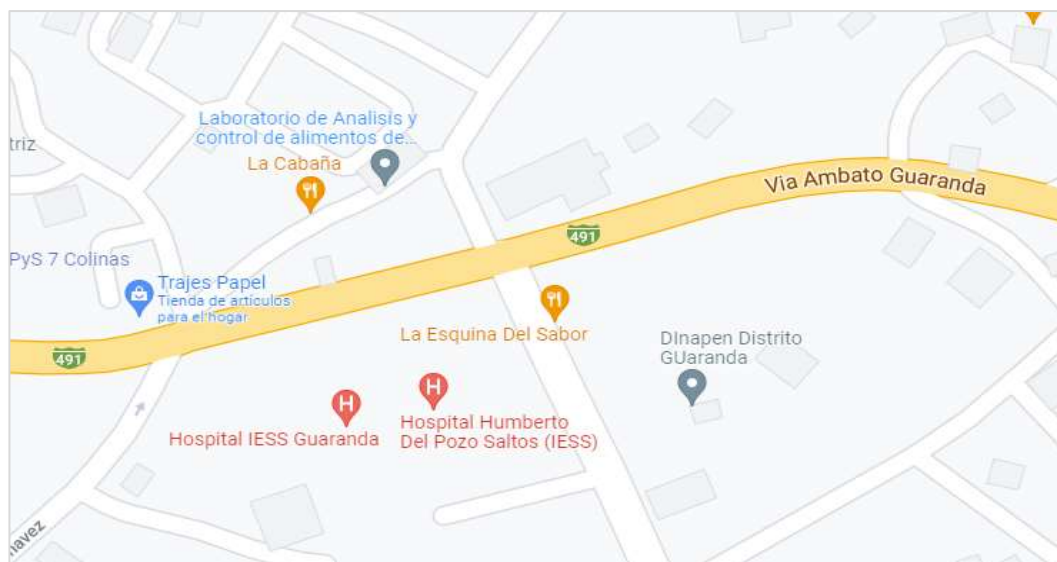 Laboratorio de Analisis y
control de alimentos de...
triz
La Cabaña
Via Ambato Guaranda
491
PyS 7 Colinas
Trajes Papel
Tienda de artículos
para el hogar
La Esquina Del Sabor
DInapen Distrito
GUaranda
491
H
H
Hospital Humberto
Del Pozo Saltos (IESS)
Hospital IESS Guaranda
havez